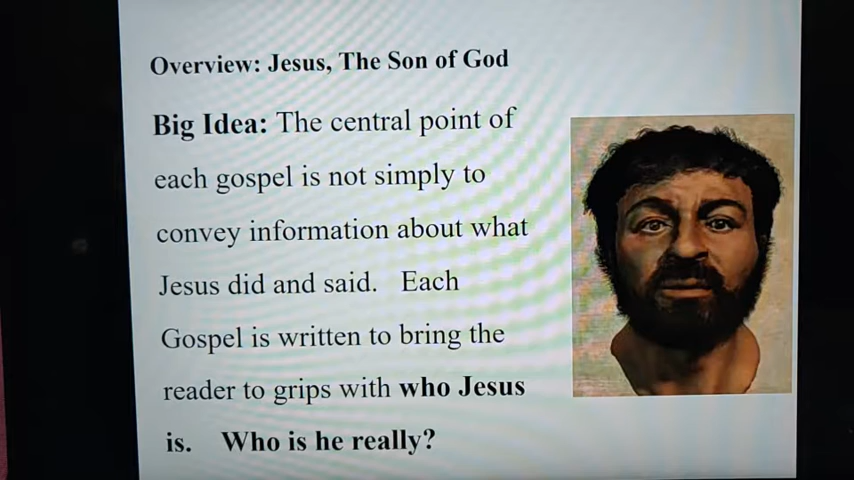 Overview: Jesus, The Son of God
Big Idea: The central point of
each gospel is not simply to
convey information about what
Jesus did and said. Each
Gospel is written to bring the
reader to grips with who Jesus
is. Who is he really?